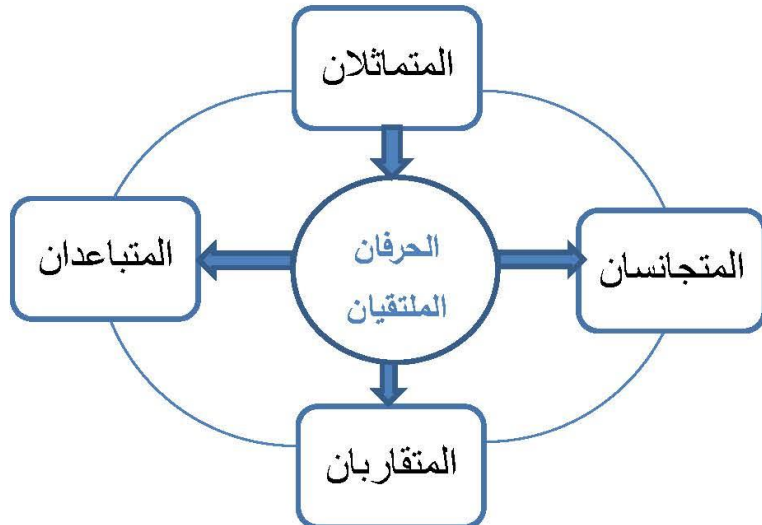 المتماثلان
المتجانسان
الحرفان
الملتقيان
المتباعدان
المتقاربان